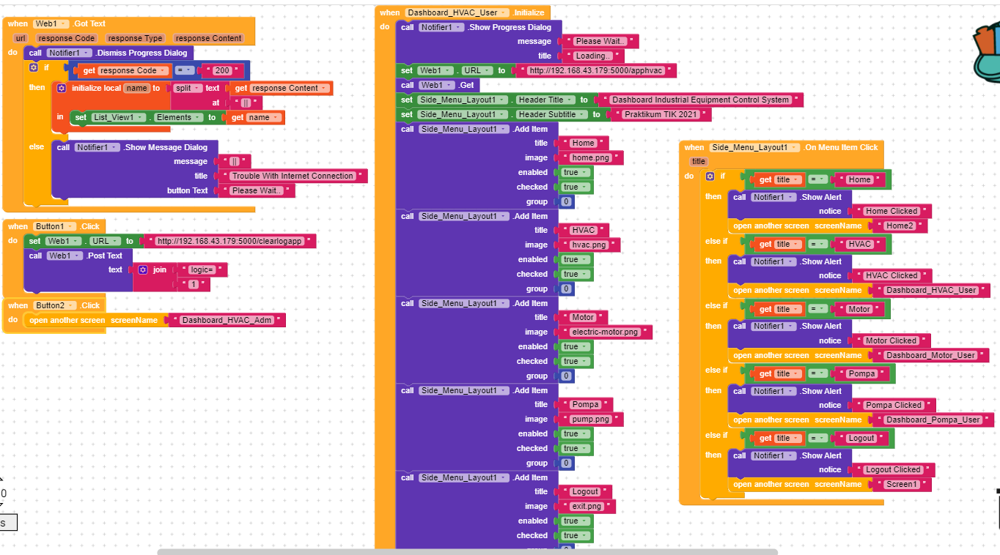 when Web1 .Got Text
url response Code response Type response Content
do call Notifier1 .Dismiss Progress Dialog
if get response Code = " 200 "
then initialize local name to split text get response Content
at " || "
in set List_View1 . Elements to get name
else call Notifier1 .Show Message Dialog
message " || "
title " Trouble With Internet Connection "
button Text " Please Wait.. "
when Button1 .Click
do set Web1 . URL to " http://192.168.43.179:5000/clearlogapp "
call Web1 .Post Text
text join " logic= "
" 1 "
when Button2 .Click
do open another screen screenName " Dashboard_HVAC_Adm "
0
s
when Dashboard_HVAC_User .Initialize
do call Notifier1 .Show Progress Dialog
message " Please Wait.. "
title " Loading.. "
set Web1 . URL to " http://192.168.43.179:5000/apphvac "
call Web1 .Get
set Side_Menu_Layout1 . Header Title to " Dashboard Industrial Equipment Control System "
set Side_Menu_Layout1 . Header Subtitle to " Praktikum TIK 2021 "
call Side_Menu_Layout1 .Add Item
title " Home "
image " home.png "
enabled true
checked true
group 0
call Side_Menu_Layout1 .Add Item
title " HVAC "
image " hvac.png "
enabled true
checked true
group 0
call Side_Menu_Layout1 .Add Item
title " Motor "
image " electric-motor.png "
enabled true
checked true
group 0
call Side_Menu_Layout1 .Add Item
title " Pompa "
image " pump.png "
enabled true
checked true
group 0
call Side_Menu_Layout1 .Add Item
title " Logout "
image " exit.png "
enabled true
checked true
when Side_Menu_Layout1 .On Menu Item Click
title
do if get title = " Home "
then call Notifier1 .Show Alert
notice " Home Clicked "
open another screen screenName " Home2 "
else if get title = " HVAC "
then call Notifier1 .Show Alert
notice " HVAC Clicked "
open another screen screenName " Dashboard_HVAC_User "
else if get title = " Motor "
then call Notifier1 .Show Alert
notice " Motor Clicked "
open another screen screenName " Dashboard_Motor_User "
else if get title = " Pompa "
then call Notifier1 .Show Alert
notice " Pompa Clicked "
open another screen screenName " Dashboard_Pompa_User "
else if get title = " Logout "
then call Notifier1 .Show Alert
notice " Logout Clicked "
open another screen screenName " Screen1 "